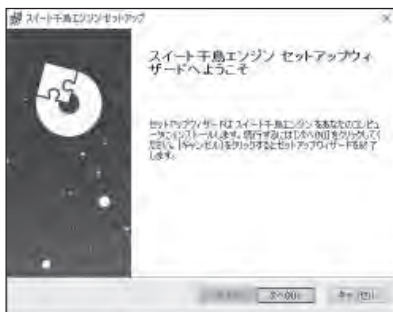 スイート千鳥エンジンセットアップ
スイート千鳥エンジン セットアップウィ
ザードへようこそ
セットアップウィザードは スイート千鳥エンジン をあなたのコンピュ
ータにインストールします。続行するには [次へ(N)] をクリックしてく
ださい。[キャンセル] をクリックするとセットアップウィザードを終了
します。
次へ(N)
キャンセル